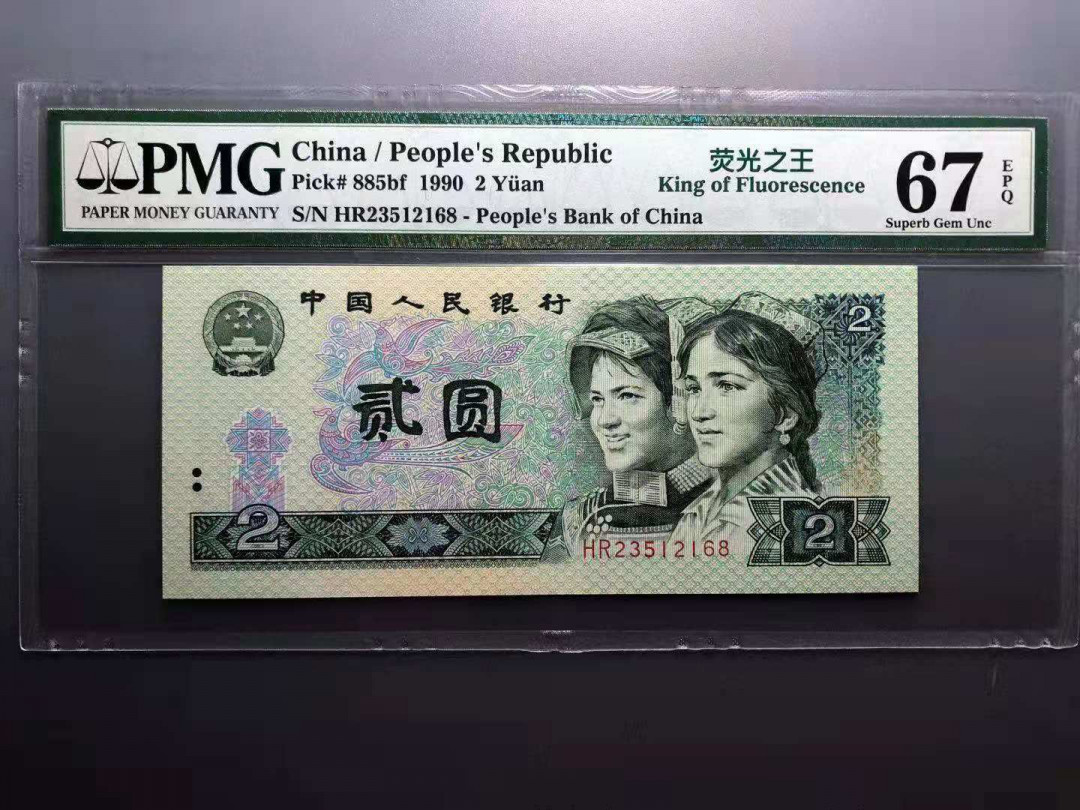 PMG
PAPER MONEY GUARANTY
China / People's Republic
Pick# 885bf 1990 2 Yüan
S/N HR23512168 - People's Bank of China
荧光之王
King of Fluorescence
67
EPQ
Superb Gem Unc
中国人民银行
2
贰圆
2
HR23512168
2